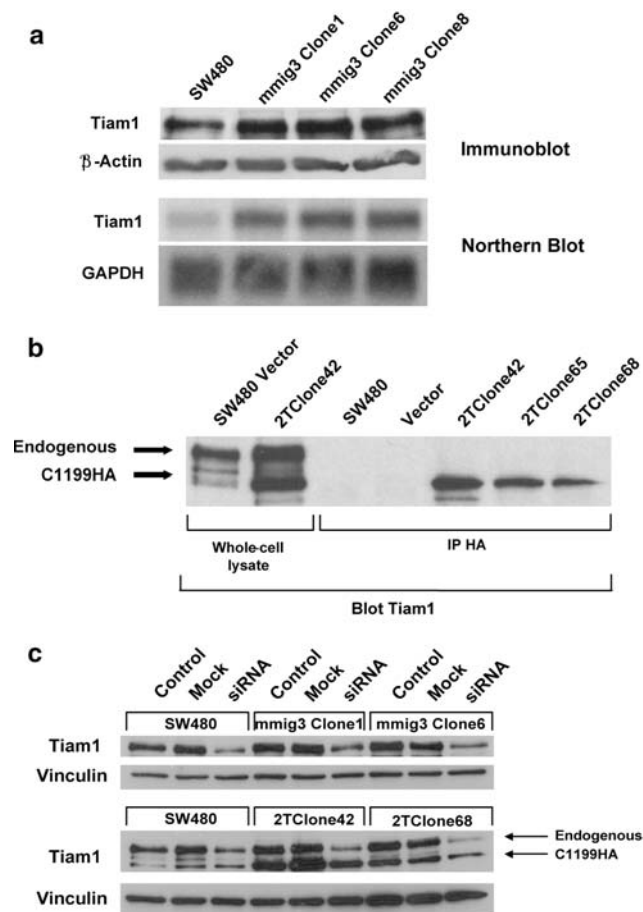 a
SW480
mmig3 Clone1
mmig3 Clone6
mmig3 Clone8
Tiam1
β-Actin
Immunoblot
Tiam1
GAPDH
Northern Blot
b
SW480 Vector
2TClone42
SW480
Vector
2TClone42
2TClone65
2TClone68
Endogenous
C1199HA
Whole-cell
lysate
IP HA
Blot Tiam1
c
Control
Mock
siRNA
Control
Mock
siRNA
Control
Mock
siRNA
SW480
mmig3 Clone1
mmig3 Clone6
Tiam1
Vinculin
SW480
2TClone42
2TClone68
Tiam1
Endogenous
C1199HA
Vinculin